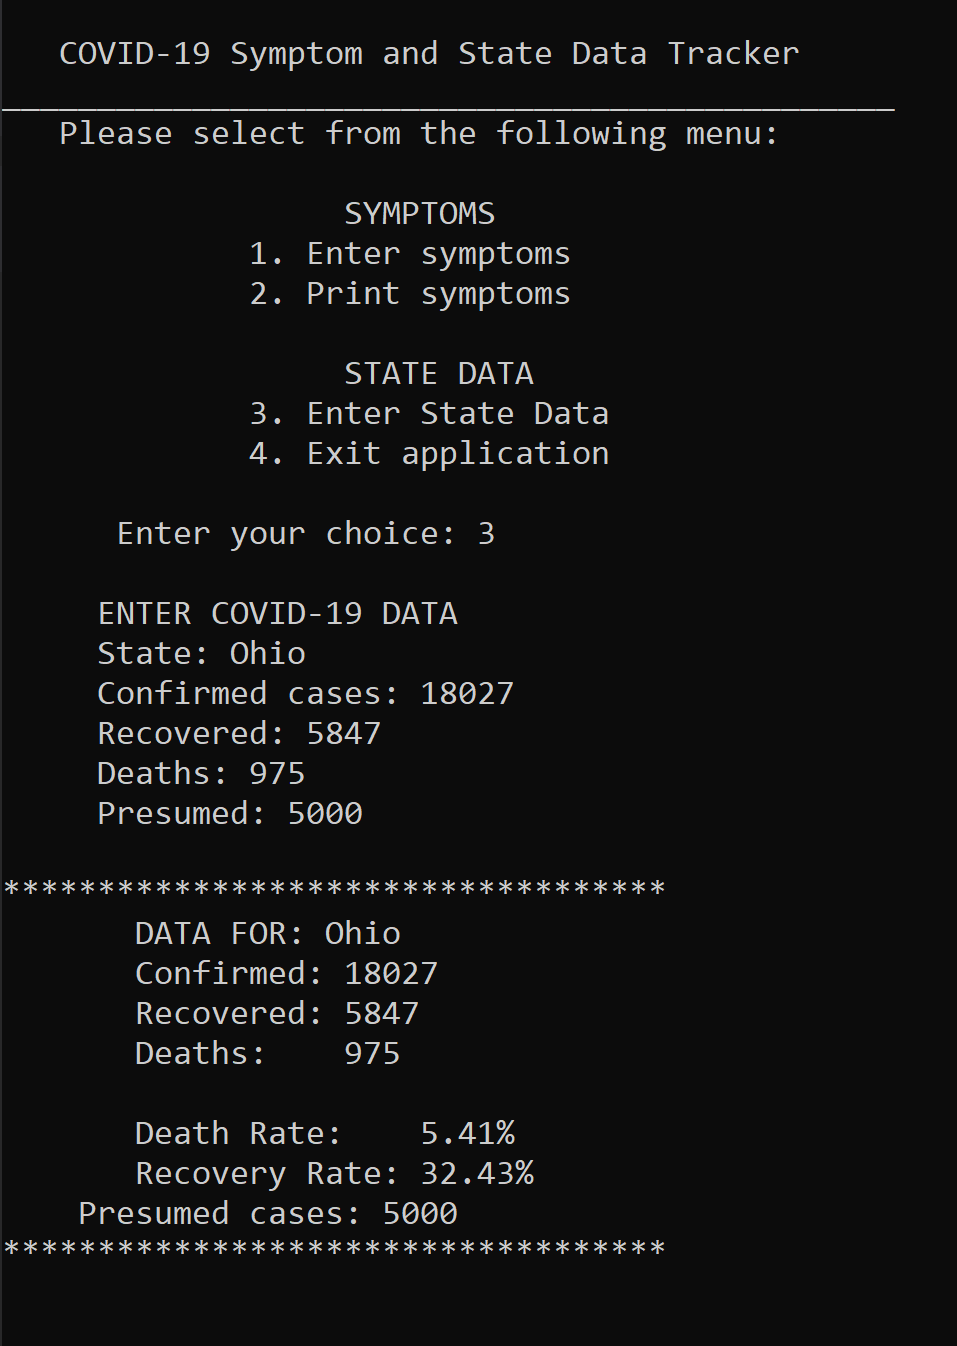 COVID-19 Symptom and State Data Tracker
_______________________________________________
Please select from the following menu:
SYMPTOMS
1. Enter symptoms
2. Print symptoms
STATE DATA
3. Enter State Data
4. Exit application
Enter your choice: 3
ENTER COVID-19 DATA
State: Ohio
Confirmed cases: 18027
Recovered: 5847
Deaths: 975
Presumed: 5000
***********************************
DATA FOR: Ohio
Confirmed: 18027
Recovered: 5847
Deaths:    975
Death Rate:    5.41%
Recovery Rate: 32.43%
Presumed cases: 5000
***********************************